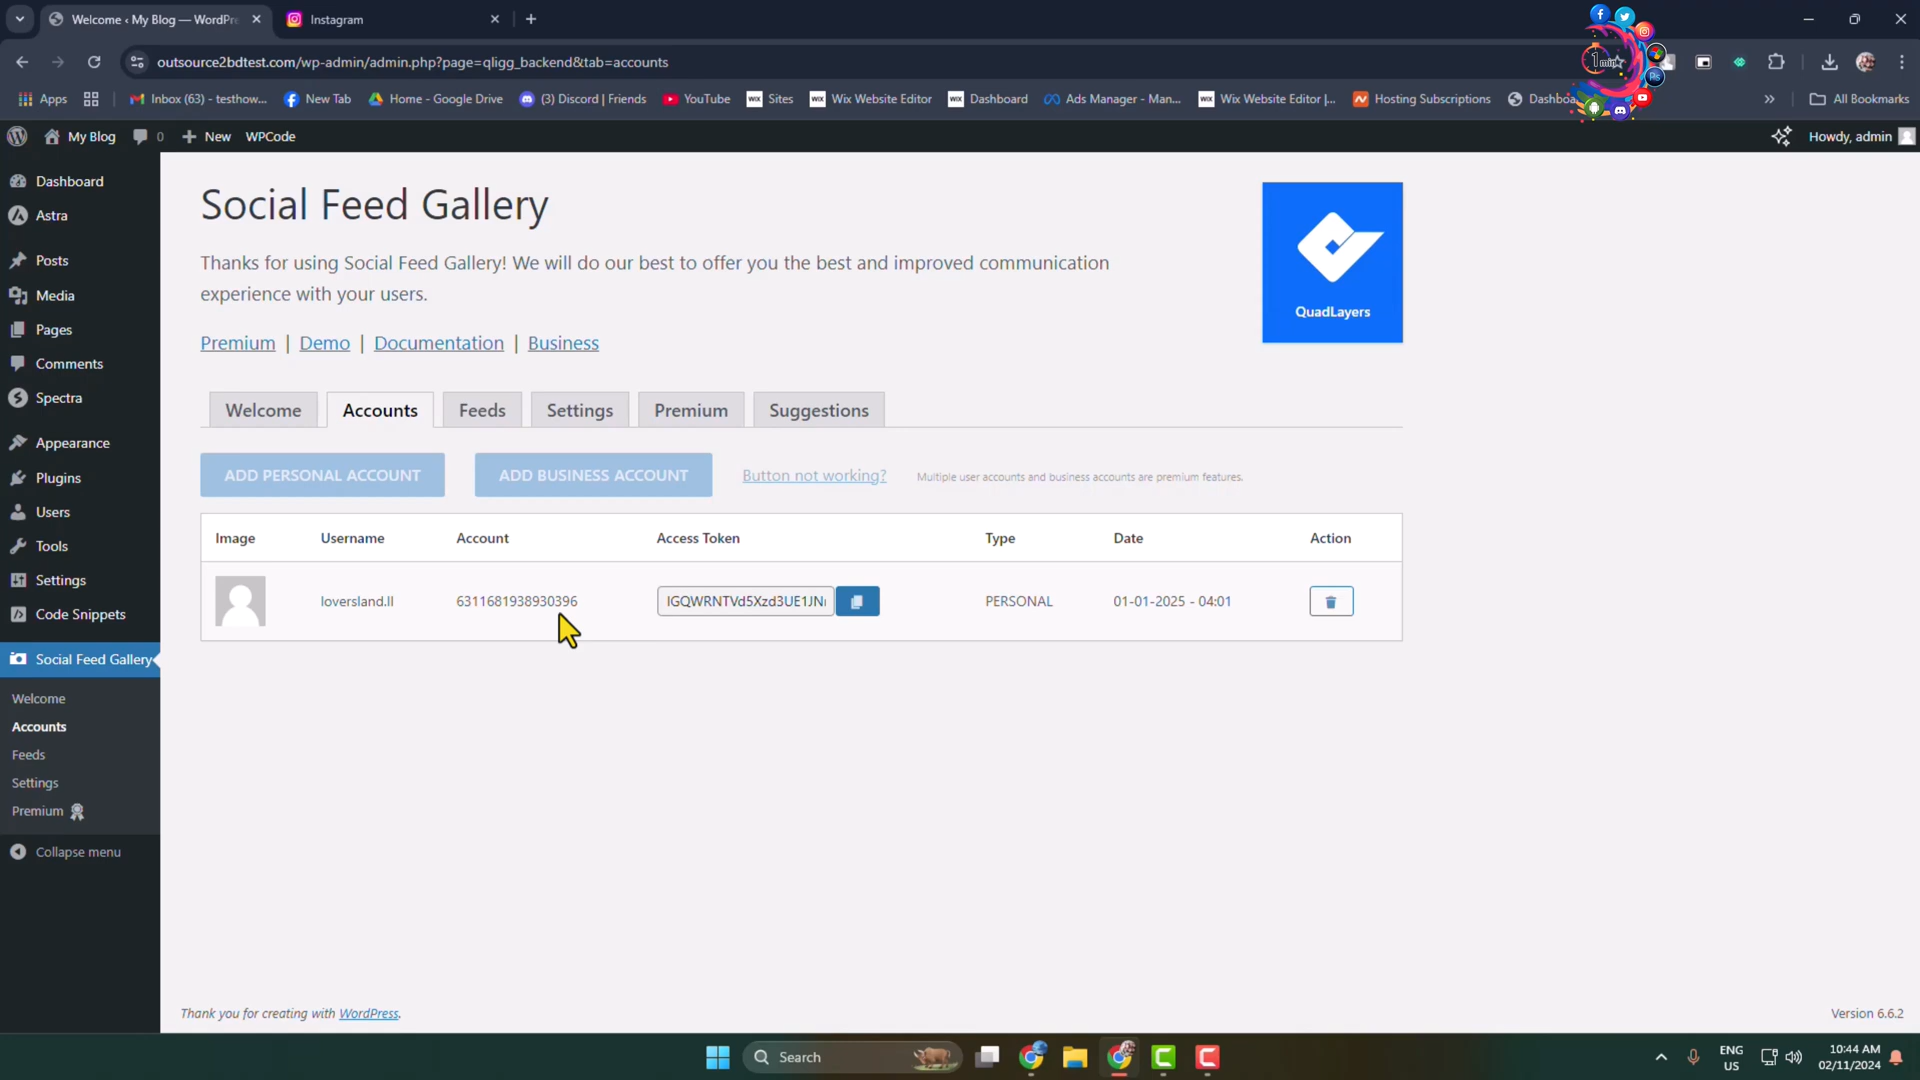 Welcome ‹ My Blog — WordPr
Instagram
outsource2bdtest.com/wp-admin/admin.php?page=qligg_backend&tab=accounts
1 min
Apps
Inbox (63) - testhow...
New Tab
Home - Google Drive
(3) Discord | Friends
YouTube
Sites
Wix Website Editor
Dashboard
Ads Manager - Man...
Wix Website Editor |...
Hosting Subscriptions
All Bookmarks
My Blog
0
New
WPCode
Howdy, admin
Dashboard
Astra
Posts
Media
Pages
Comments
Spectra
Appearance
Plugins
Users
Tools
Settings
Code Snippets
Social Feed Gallery
Welcome
Accounts
Feeds
Settings
Premium
Collapse menu
Social Feed Gallery
Thanks for using Social Feed Gallery! We will do our best to offer you the best and improved communication
experience with your users.
Premium | Demo | Documentation | Business
QuadLayers
Welcome
Accounts
Feeds
Settings
Premium
Suggestions
ADD PERSONAL ACCOUNT
ADD BUSINESS ACCOUNT
Button not working?
Multiple user accounts and business accounts are premium features.
Image Username Account Access Token TYPE Date Action
loversland.ll 6311681938930396 IGQWRNTVd5Xzd3UE1JN PERSONAL 01-01-2025 - 04:01
Thank you for creating with WordPress.
Version 6.6.2
Search
ENG
US
10:44 AM
02/11/2024